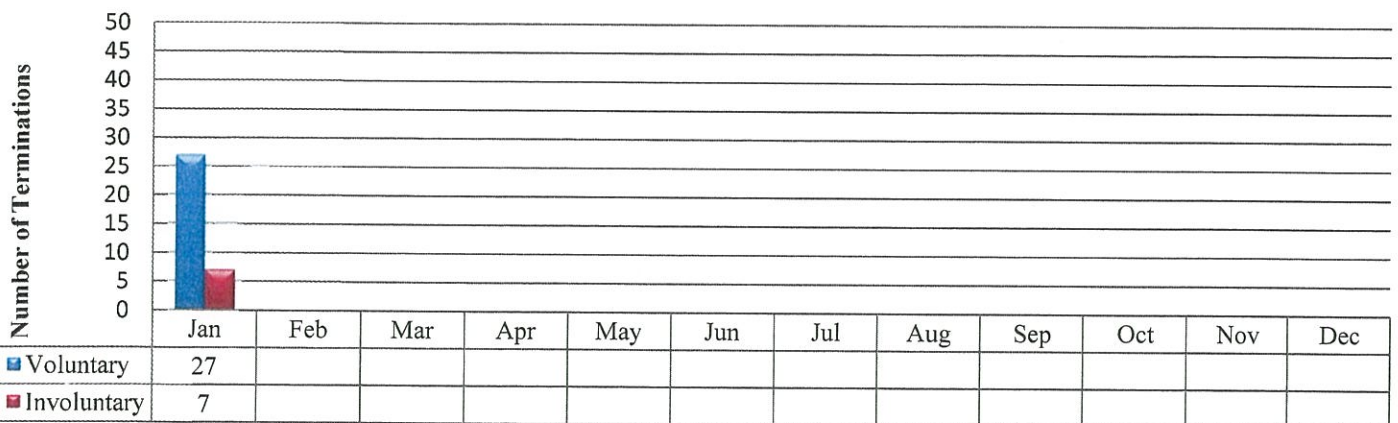 Number of Terminations
50
45
40
35
30
25
20
15
10
5
0
Jan Feb Mar Apr May Jun Jul Aug Sep Oct Nov Dec
Voluntary 27
Involuntary 7